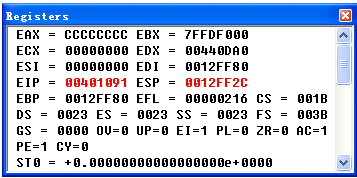 Registers
EAX = CCCCCCCC EBX = 7FFDF000
ECX = 00000000 EDX = 00440DA0
ESI = 00000000 EDI = 0012FF80
EIP = 00401091 ESP = 0012FF2C
EBP = 0012FF80 EFL = 00000216 CS = 001B
DS = 0023 ES = 0023 SS = 0023 FS = 003B
GS = 0000 OV=0 UP=0 EI=1 PL=0 ZR=0 AC=1
PE=1 CY=0
ST0 = +0.00000000000000000e+0000